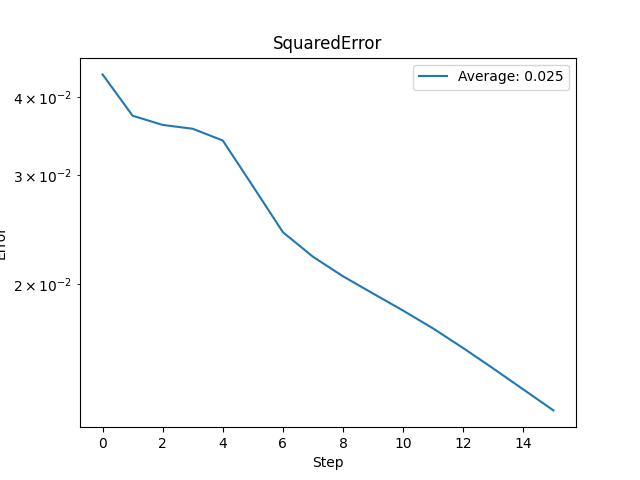 SquaredError
Average: 0.025
4 × 10⁻²
3 × 10⁻²
2 × 10⁻²
Error
0 2 4 6 8 10 12 14
Step